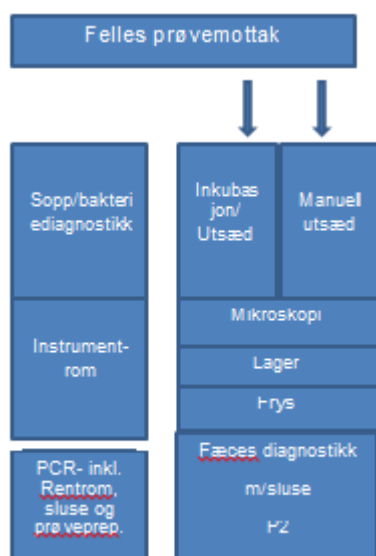 Felles prøvemottak
Sopp/bakteri
ediagnostikk
Inkubas
jon/
Utsæd
Manuell
utsæd
Instrument-
rom
Mikroskopi
Lager
Frys
PCR- inkl.
Rentrom,
sluse og
prøveprep.
Fæces diagnostikk
m/sluse
P2